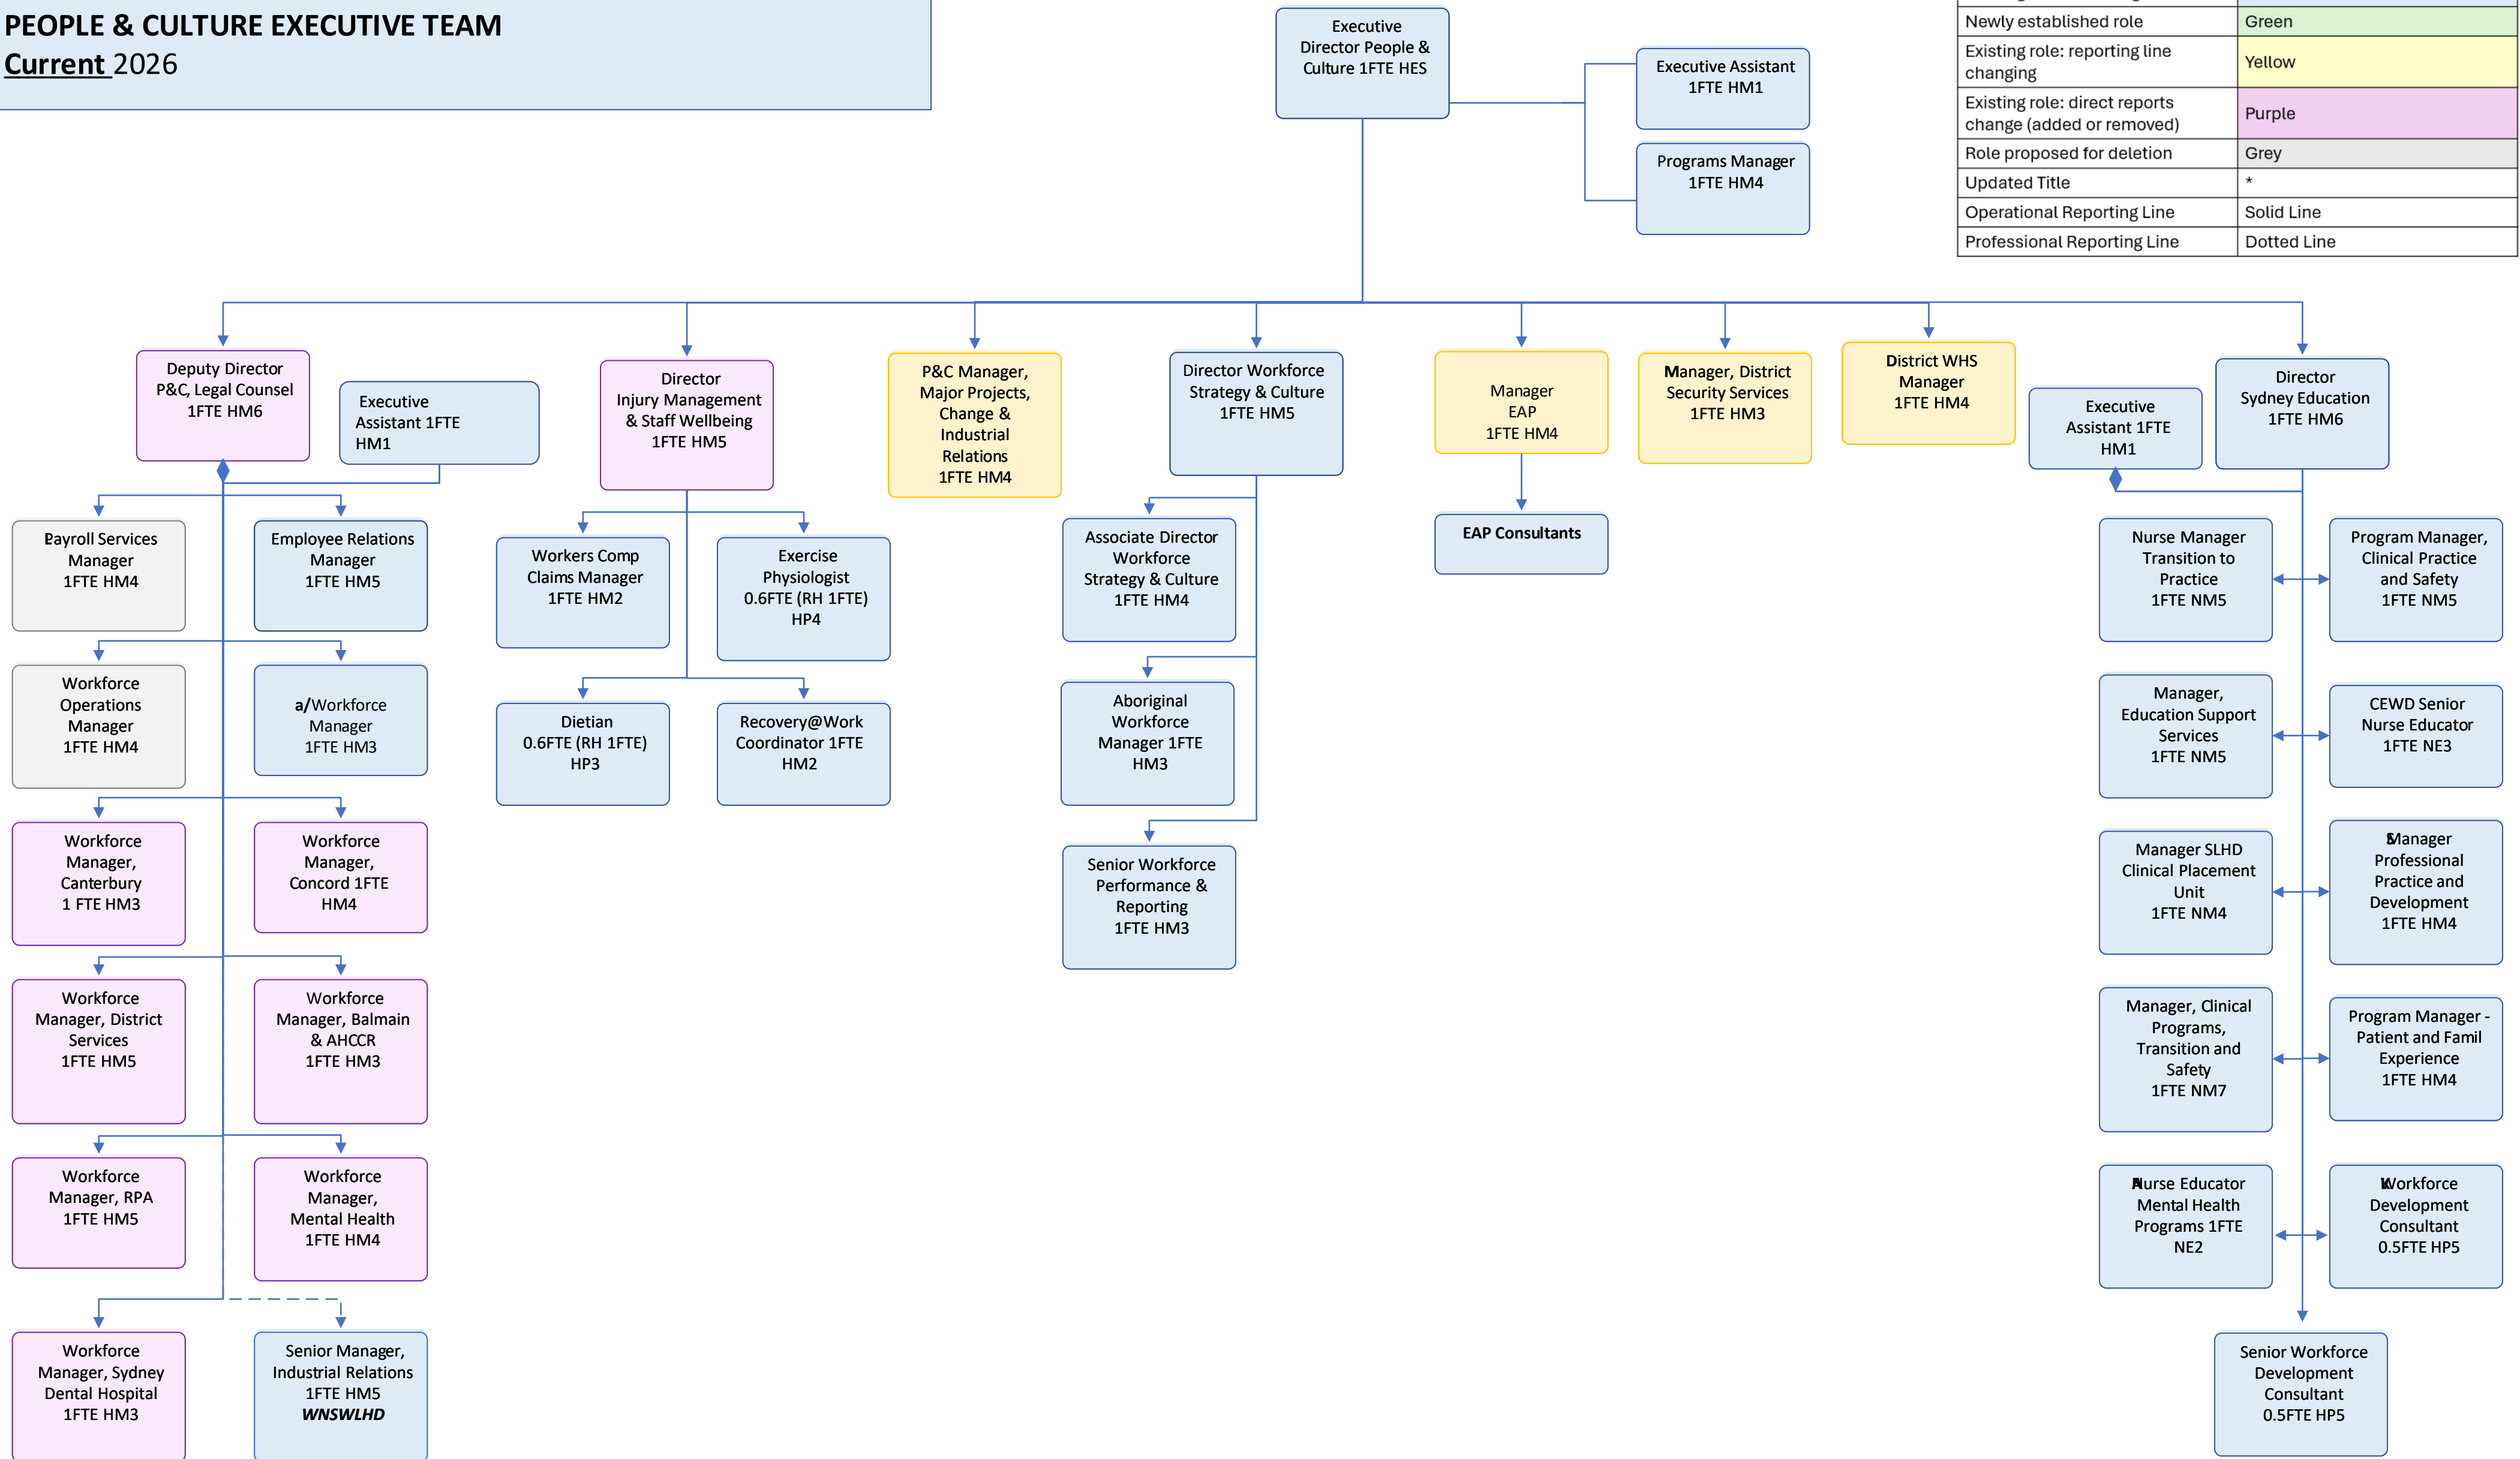 PEOPLE & CULTURE EXECUTIVE TEAM
Current 2026
Executive
Director People &
Culture 1FTE HES
Executive Assistant
1FTE HM1
Programs Manager
1FTE HM4
Newly established role
Green
Existing role: reporting line
changing
Yellow
Existing role: direct reports
change (added or removed)
Purple
Role proposed for deletion
Grey
Updated Title
*
Operational Reporting Line
Solid Line
Professional Reporting Line
Dotted Line
Deputy Director
P&C, Legal Counsel
1FTE HM6
Executive
Assistant 1FTE
HM1
Director
Injury Management
& Staff Wellbeing
1FTE HM5
P&C Manager,
Major Projects,
Change &
Industrial
Relations
1FTE HM4
Director Workforce
Strategy & Culture
1FTE HM5
Manager
EAP
1FTE HM4
Manager, District
Security Services
1FTE HM3
District WHS
Manager
1FTE HM4
Executive
Assistant 1FTE
HM1
Director
Sydney Education
1FTE HM6
Payroll Services
Manager
1FTE HM4
Employee Relations
Manager
1FTE HM5
Workforce
Operations
Manager
1FTE HM4
a/Workforce
Manager
1FTE HM3
Workforce
Manager,
Canterbury
1 FTE HM3
Workforce
Manager,
Concord 1FTE
HM4
Workforce
Manager, District
Services
1FTE HM5
Workforce
Manager, Balmain
& AHCCR
1FTE HM3
Workforce
Manager, RPA
1FTE HM5
Workforce
Manager,
Mental Health
1FTE HM4
Workforce
Manager, Sydney
Dental Hospital
1FTE HM3
Senior Manager,
Industrial Relations
1FTE HM5
WNSWLHD
Workers Comp
Claims Manager
1FTE HM2
Exercise
Physiologist
0.6FTE (RH 1FTE)
HP4
Dietian
0.6FTE (RH 1FTE)
HP3
Recovery@Work
Coordinator 1FTE
HM2
Associate Director
Workforce
Strategy & Culture
1FTE HM4
Aboriginal
Workforce
Manager 1FTE
HM3
Senior Workforce
Performance &
Reporting
1FTE HM3
EAP Consultants
Nurse Manager
Transition to
Practice
1FTE NM5
Program Manager,
Clinical Practice
and Safety
1FTE NM5
Manager,
Education Support
Services
1FTE NM5
CEWD Senior
Nurse Educator
1FTE NE3
Manager SLHD
Clinical Placement
Unit
1FTE NM4
Manager
Professional
Practice and
Development
1FTE HM4
Manager, Clinical
Programs,
Transition and
Safety
1FTE NM7
Program Manager -
Patient and Famil
Experience
1FTE HM4
Nurse Educator
Mental Health
Programs 1FTE
NE2
Workforce
Development
Consultant
0.5FTE HP5
Senior Workforce
Development
Consultant
0.5FTE HP5